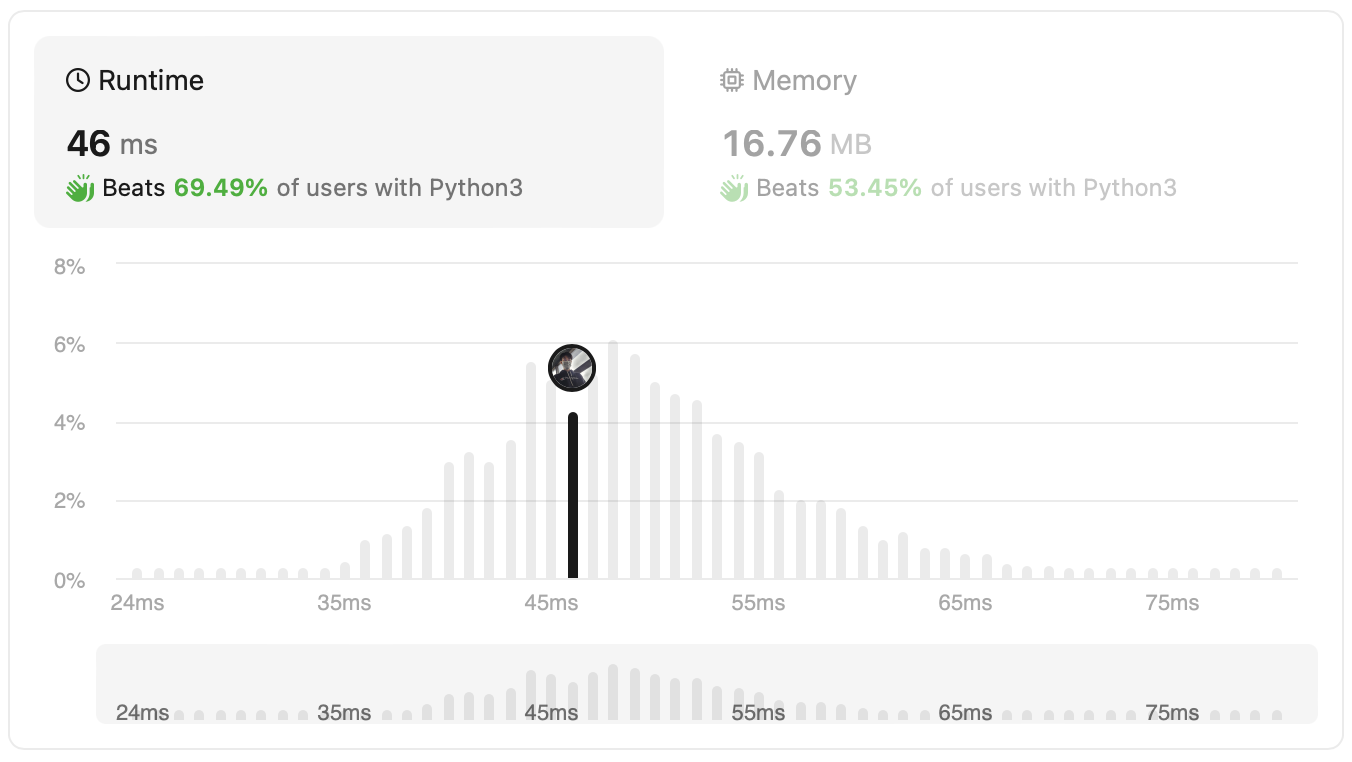 Runtime
46 ms
Beats 69.49% of users with Python3
Memory
16.76 MB
Beats 53.45% of users with Python3
8%
6%
4%
2%
0%
24ms 35ms 45ms 55ms 65ms 75ms
24ms 35ms 45ms 55ms 65ms 75ms